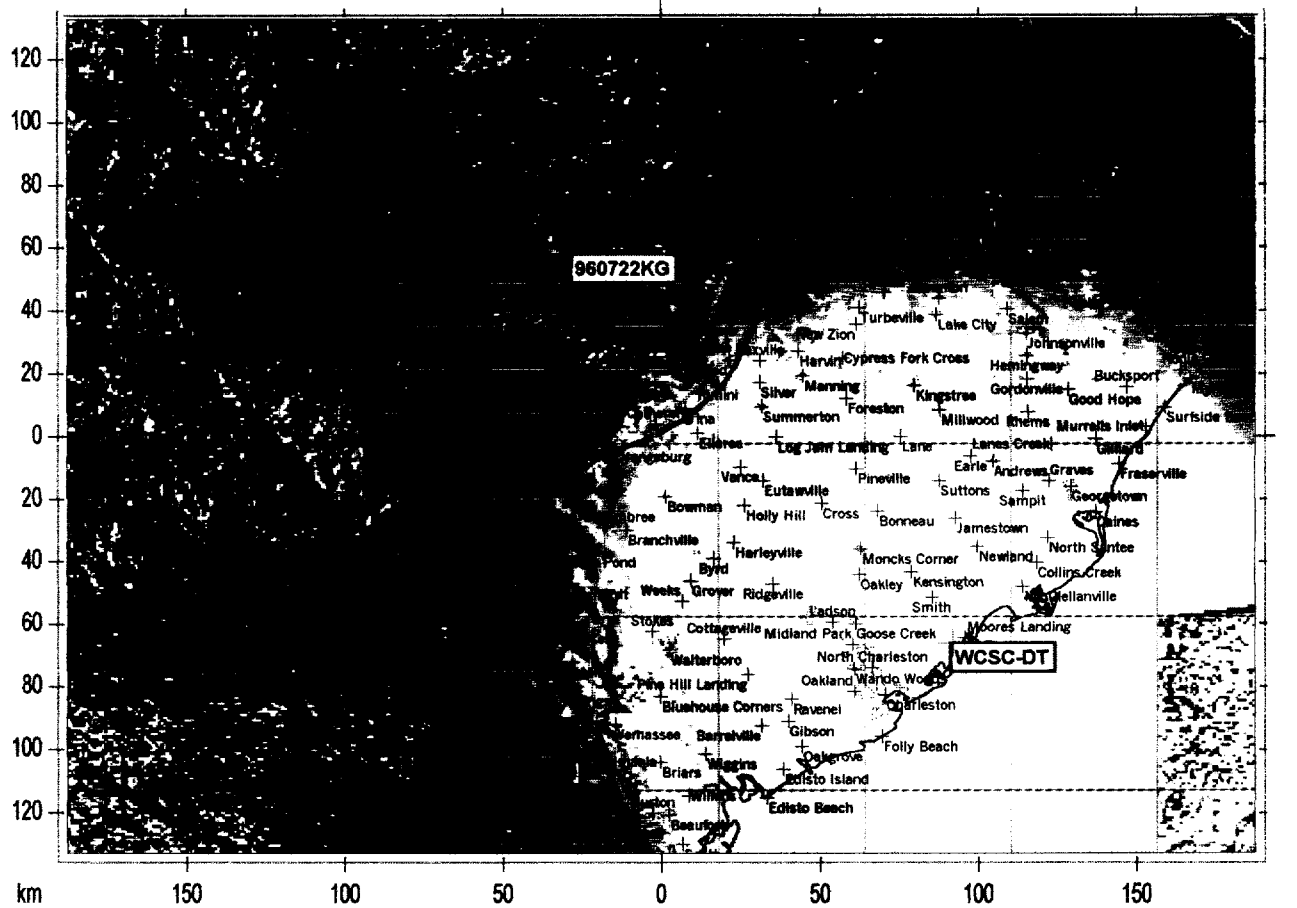 120
100
80
60
960722KG
40
Turbeville
Lake City
Salem
Zion
Johnsonville
Harvin
Cypress Fork Cross
Hemingway
20
Manning
Bucksport
Silver
Kingstree
Gordonville
Good Hope
Foreston
Summerton
Millwood
Rhems
Murrells Inlet
Surfside
0
Elloree
Log Jam Landing
Lane
Lanes Creek
Earle
Andrews
Graves
Fraserville
Vance
Pineville
Eutawville
Suttons
Sampit
Georgetown
20
Bowman
Holly Hill
Cross
Bonneau
Jamestown
Branchville
Harleyville
Moncks Corner
Newland
North Santee
40
Pond
Byrd
Oakley
Kensington
Collins Creek
Weeks
Grover
Ridgeville
Smith
McClellanville
60
Stokes
Cottageville
Ladson
Midland Park
Goose Creek
Moores Landing
Walterboro
North Charleston
WCSC-DT
Pine Hill Landing
Oakland
80
Bluehouse Corners
Ravenel
Charleston
Barrelville
Gibson
100
Folly Beach
Briars
Wiggins
Oakgrove
Edisto Island
120
Edisto Beach
Beaufort
km
150
100
50
0
50
100
150